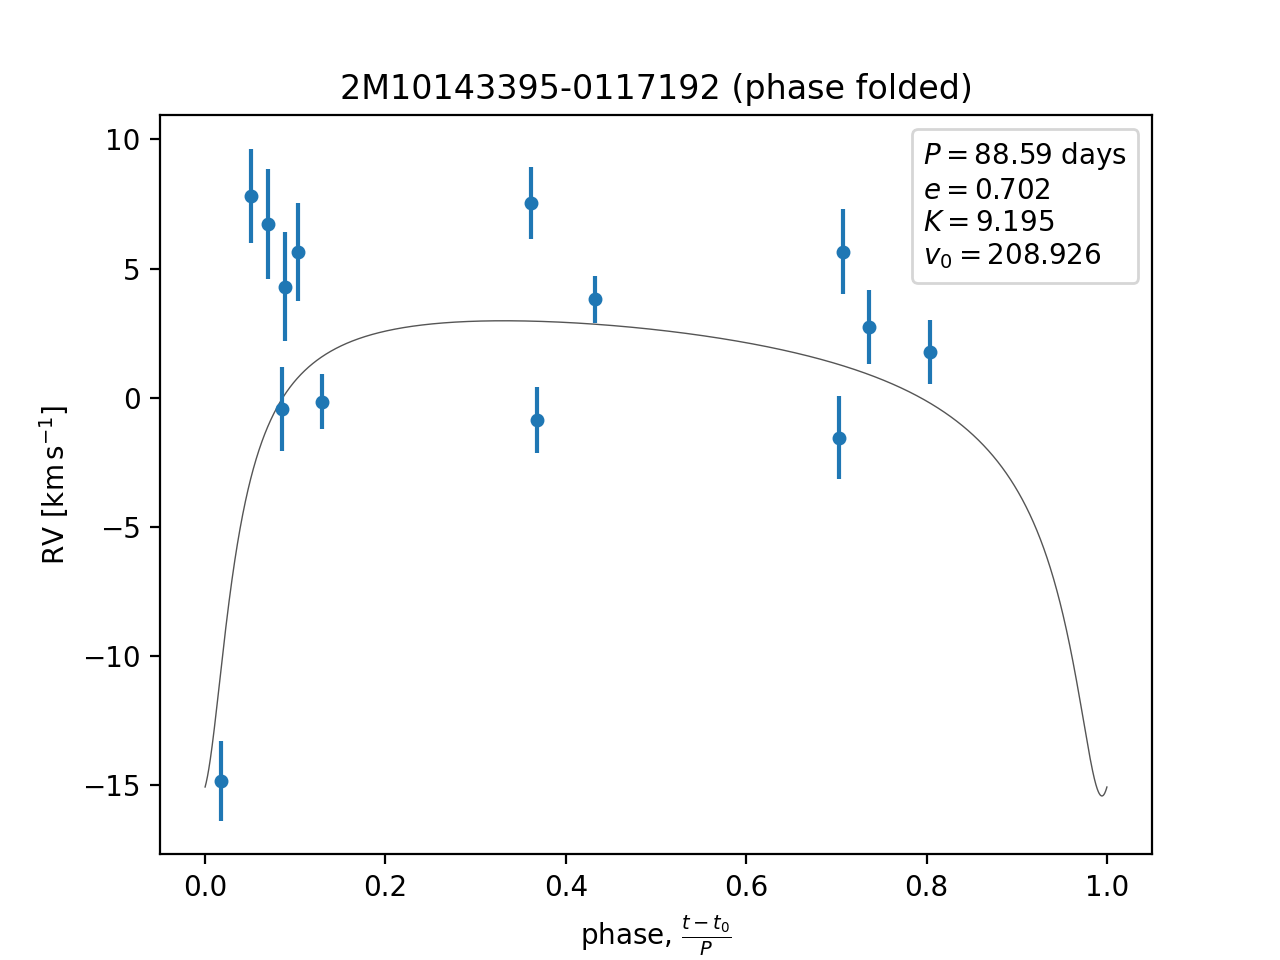 2M10143395-0117192 (phase folded)
P = 88.59 days
e = 0.702
K = 9.195
v₀ = 208.926
10
5
0
−5
−10
−15
RV [km s⁻¹]
0.0 0.2 0.4 0.6 0.8 1.0
phase, (t − t₀)/P